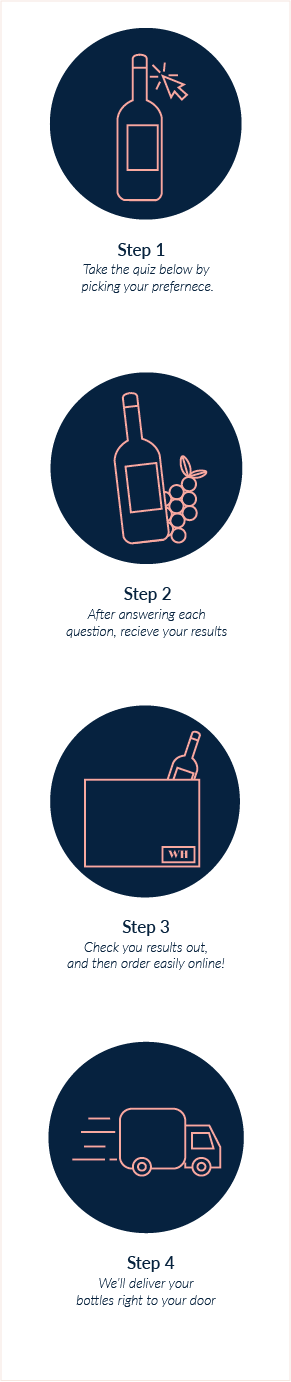 Step 1
Take the quiz below by
picking your prefernece.
Step 2
After answering each
question, recieve your results
WH
Step 3
Check you results out,
and then order easily online!
Step 4
We'll deliver your
bottles right to your door